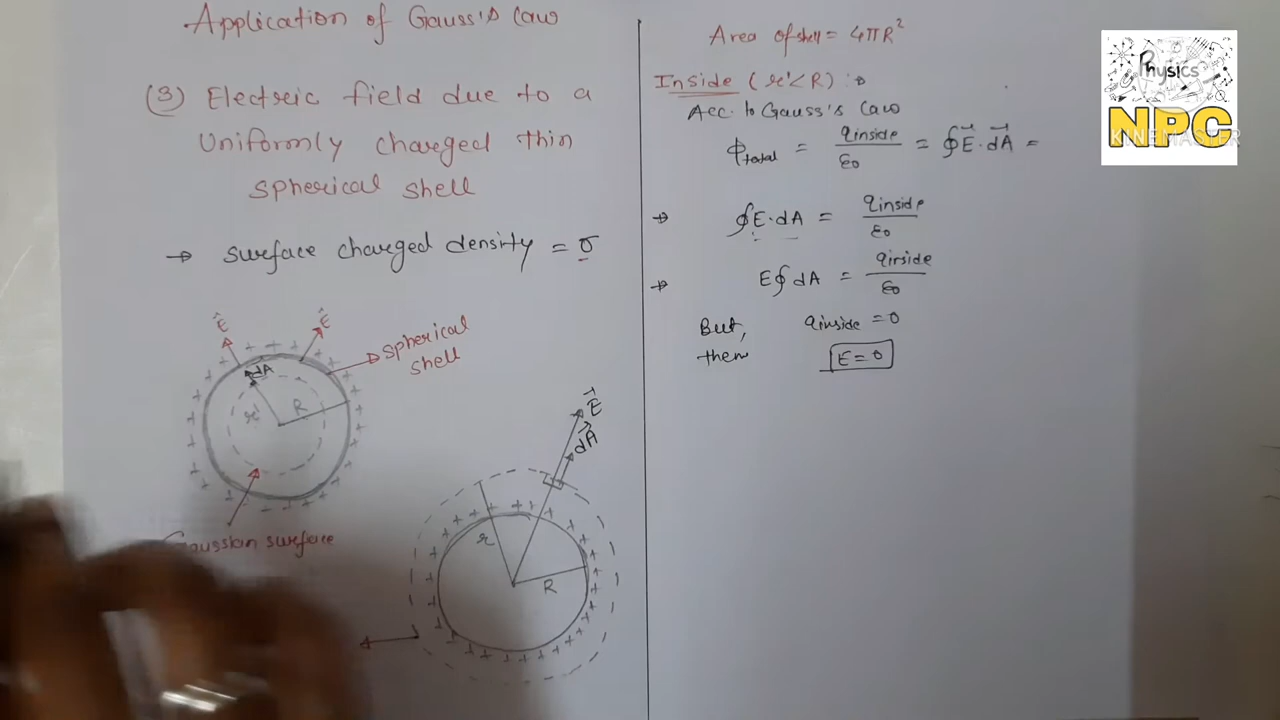 Application of Gauss's Law
(3) Electric field due to a
Uniformly charged thin
spherical shell
→ surface charged density = σ
Ê
Ê
spherical
shell
dA
r'
R
Gaussian surface
E⃗
dA⃗
r
R
Area of shell = 4πR²
Inside (r'<R) :→
Acc. to Gauss's Law
ϕtotal = qinside/ε0 = ∮E⃗·dA⃗ =
→ ∮E·dA = qinside/ε0
→ E∮dA = qinside/ε0
But, qinside = 0
then E = 0
Physics
NPC
KINEMASTER